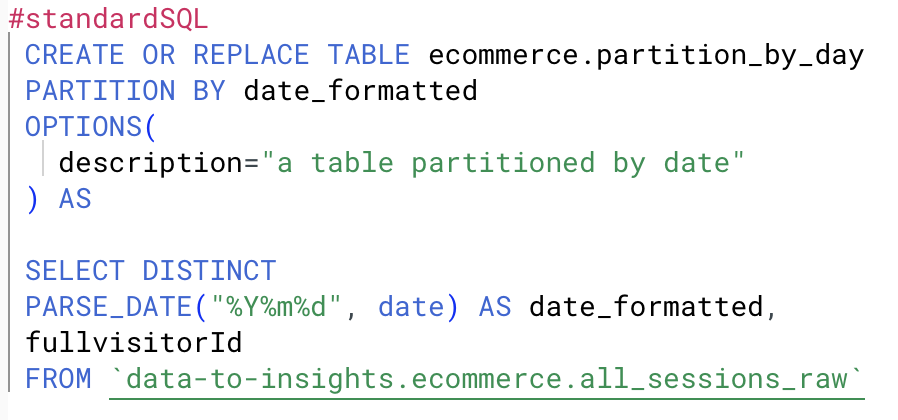 #standardSQL
CREATE OR REPLACE TABLE ecommerce.partition_by_day
PARTITION BY date_formatted
OPTIONS(
description="a table partitioned by date"
) AS
SELECT DISTINCT
PARSE_DATE("%Y%m%d", date) AS date_formatted,
fullvisitorId
FROM `data-to-insights.ecommerce.all_sessions_raw`